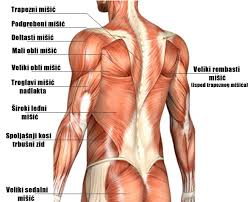 Trapezni mišić
Podgrebeni mišić
Deltasti mišić
Mali obli mišić
Veliki obli mišić
Troglavi mišić
nadlakta
Široki leđni
mišić
Spoljašnji kosi
trbušni zid
Veliki sedalni
mišić
Veliki rombasti
mišić
(ispod trapeznog mišića)